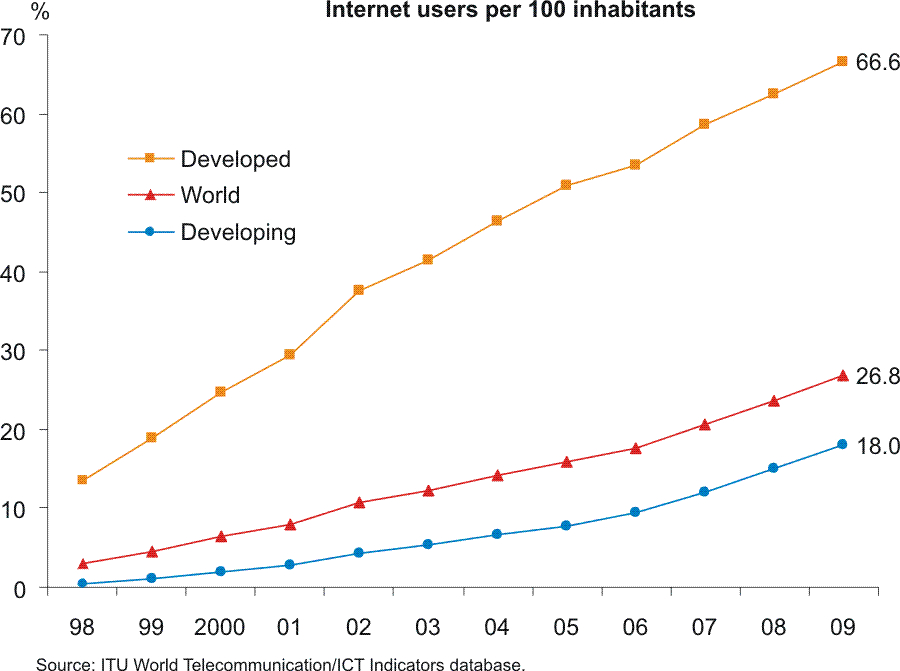 Internet users per 100 inhabitants
%
70
60
50
40
30
20
10
0
Developed
World
Developing
66.6
26.8
18.0
98 99 2000 01 02 03 04 05 06 07 08 09
Source: ITU World Telecommunication/ICT Indicators database.